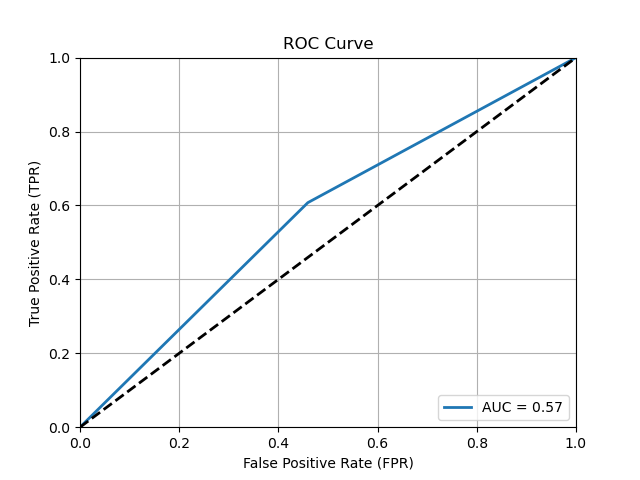 ROC Curve
True Positive Rate (TPR)
1.0
0.8
0.6
0.4
0.2
0.0
AUC = 0.57
0.0 0.2 0.4 0.6 0.8 1.0
False Positive Rate (FPR)